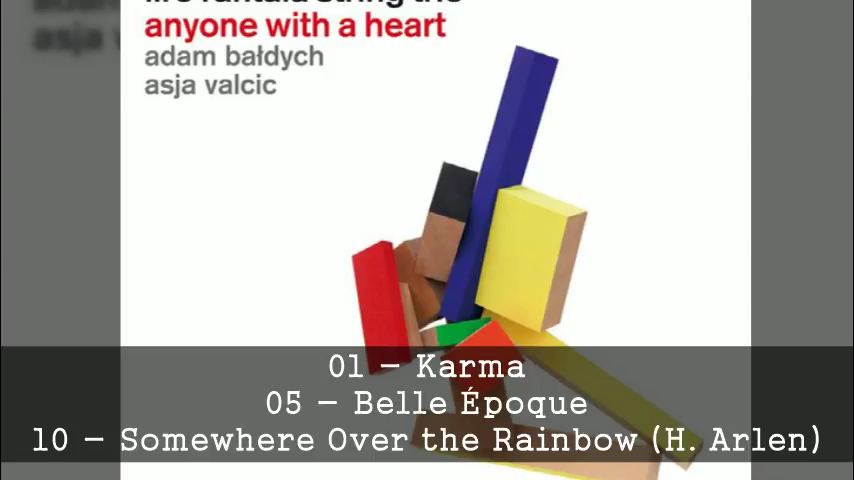 anyone with a heart
adam bałdych
asja valcic
01 – Karma
05 – Belle Époque
10 – Somewhere Over the Rainbow (H. Arlen)